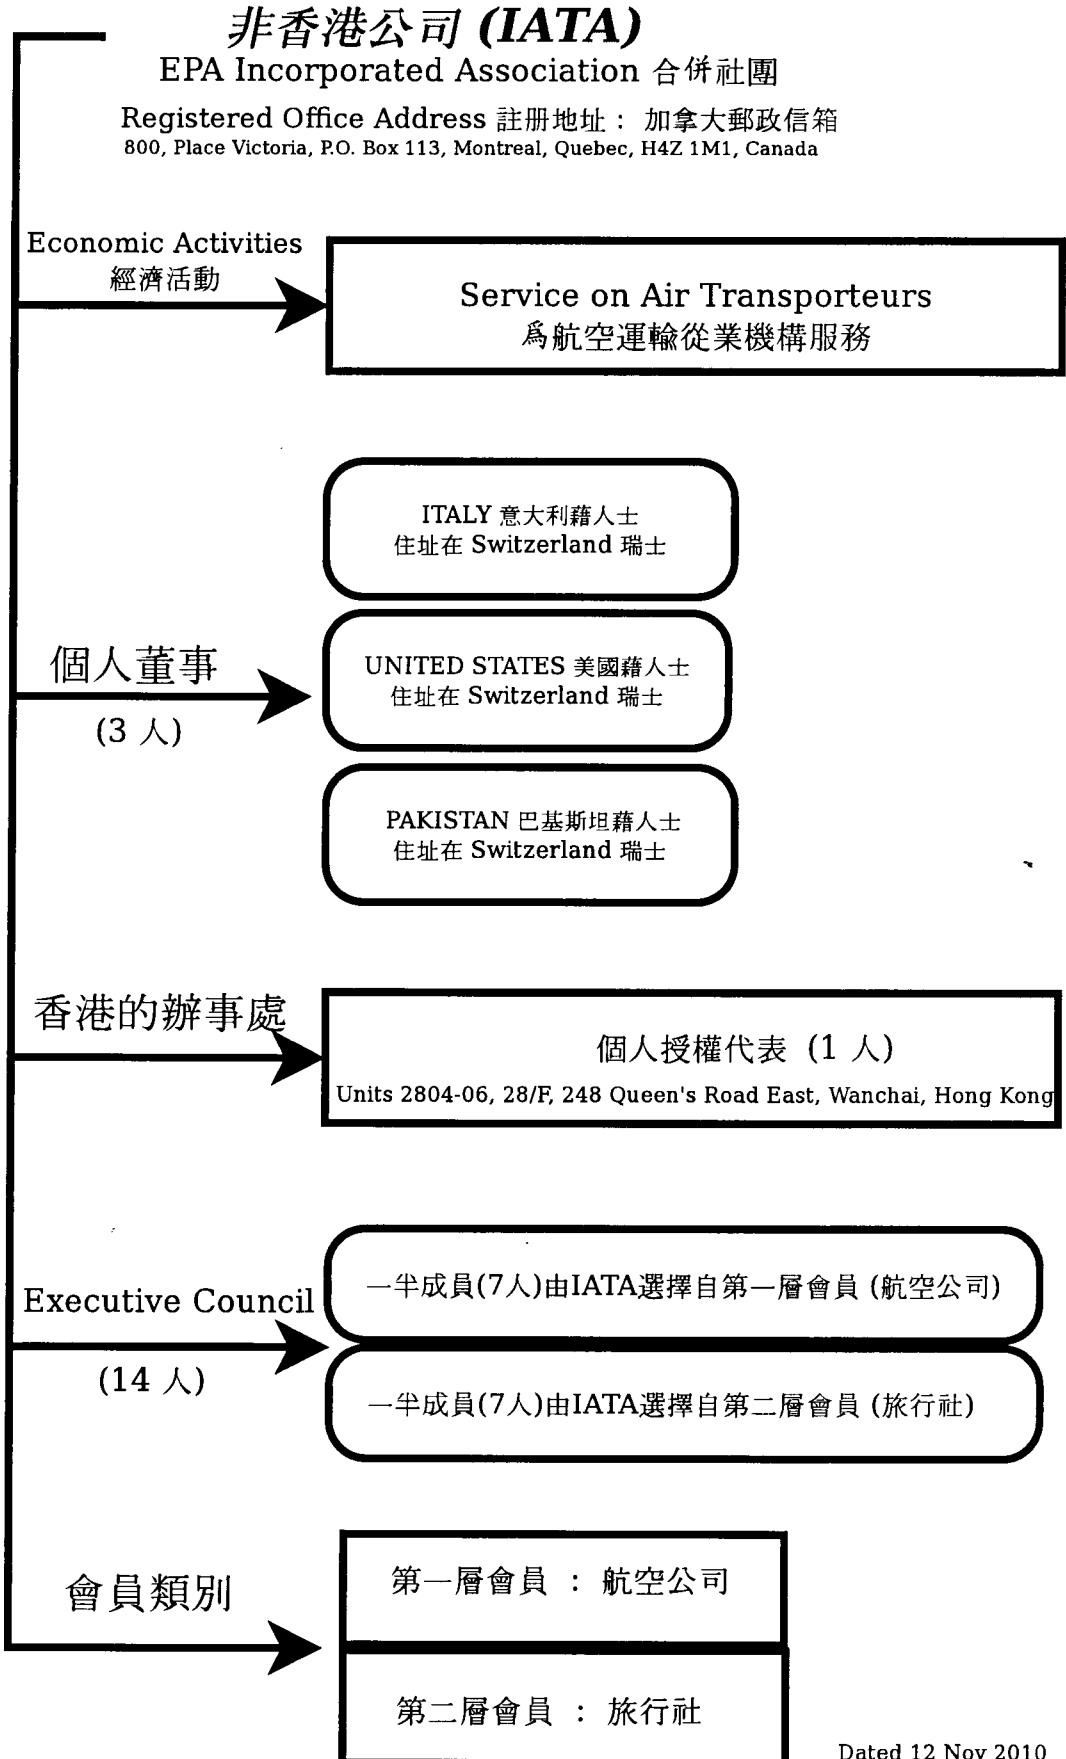 非香港公司 (IATA)
EPA Incorporated Association 合併社團
Registered Office Address 註册地址： 加拿大郵政信箱
800, Place Victoria, P.O. Box 113, Montreal, Quebec, H4Z 1M1, Canada
Economic Activities
經濟活動
Service on Air Transporteurs
爲航空運輸從業機構服務
個人董事
(3 人)
ITALY 意大利藉人士
住址在 Switzerland 瑞士
UNITED STATES 美國藉人士
住址在 Switzerland 瑞士
PAKISTAN 巴基斯坦藉人士
住址在 Switzerland 瑞士
香港的辦事處
個人授權代表 (1 人)
Units 2804-06, 28/F, 248 Queen's Road East, Wanchai, Hong Kong
Executive Council
(14 人)
一半成員(7人)由IATA選擇自第一層會員 (航空公司)
一半成員(7人)由IATA選擇自第二層會員 (旅行社)
會員類別
第一層會員 ： 航空公司
第二層會員 ： 旅行社
Dated 12 Nov 2010